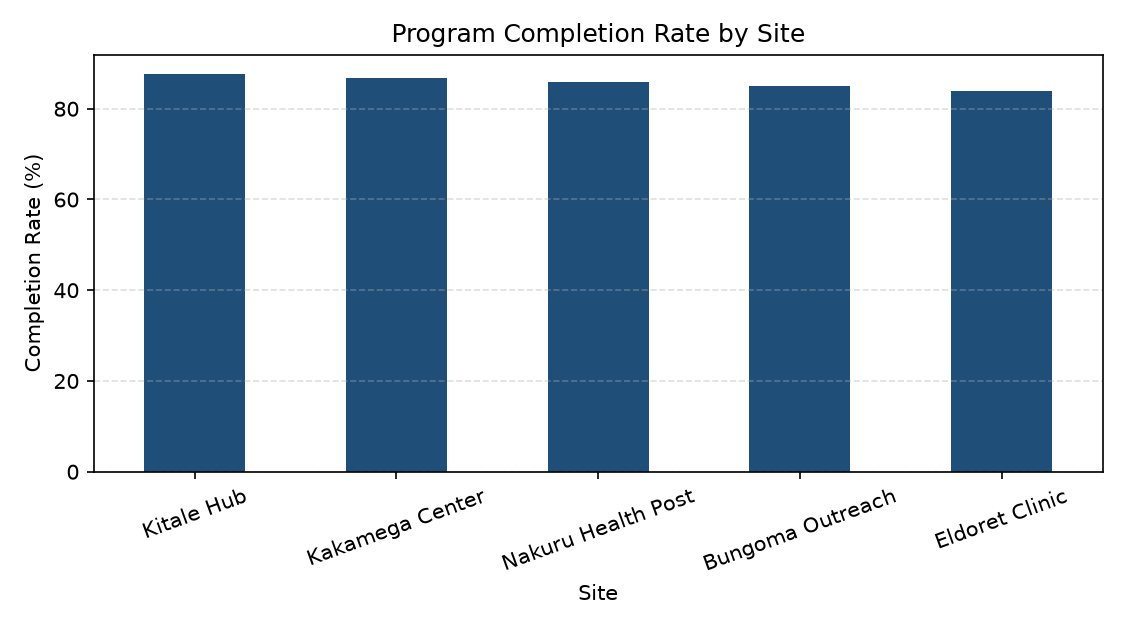 Program Completion Rate by Site
Completion Rate (%)
80
60
40
20
0
Kitale Hub
Kakamega Center
Nakuru Health Post
Bungoma Outreach
Eldoret Clinic
Site